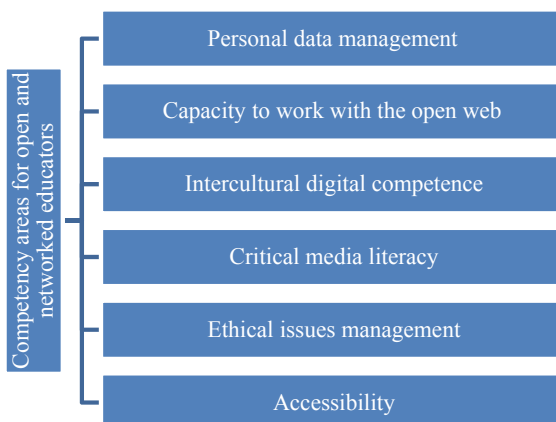 Competency areas for open and
networked educators
Personal data management
Capacity to work with the open web
Intercultural digital competence
Critical media literacy
Ethical issues management
Accessibility